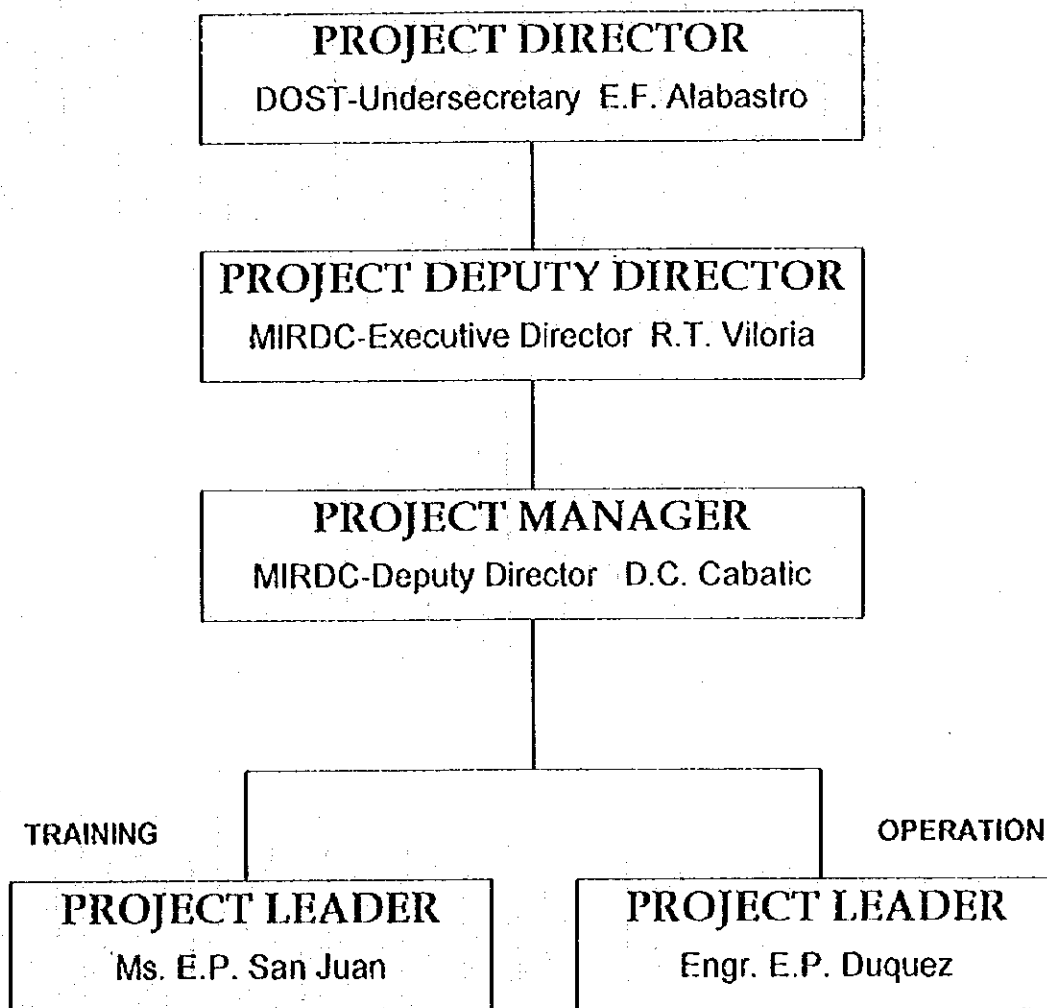 PROJECT DIRECTOR
DOST-Undersecretary E.F. Alabastro
PROJECT DEPUTY DIRECTOR
MIRDC-Executive Director R.T. Viloria
PROJECT MANAGER
MIRDC-Deputy Director D.C. Cabatic
TRAINING
OPERATION
PROJECT LEADER
Ms. E.P. San Juan
PROJECT LEADER
Engr. E.P. Duquez